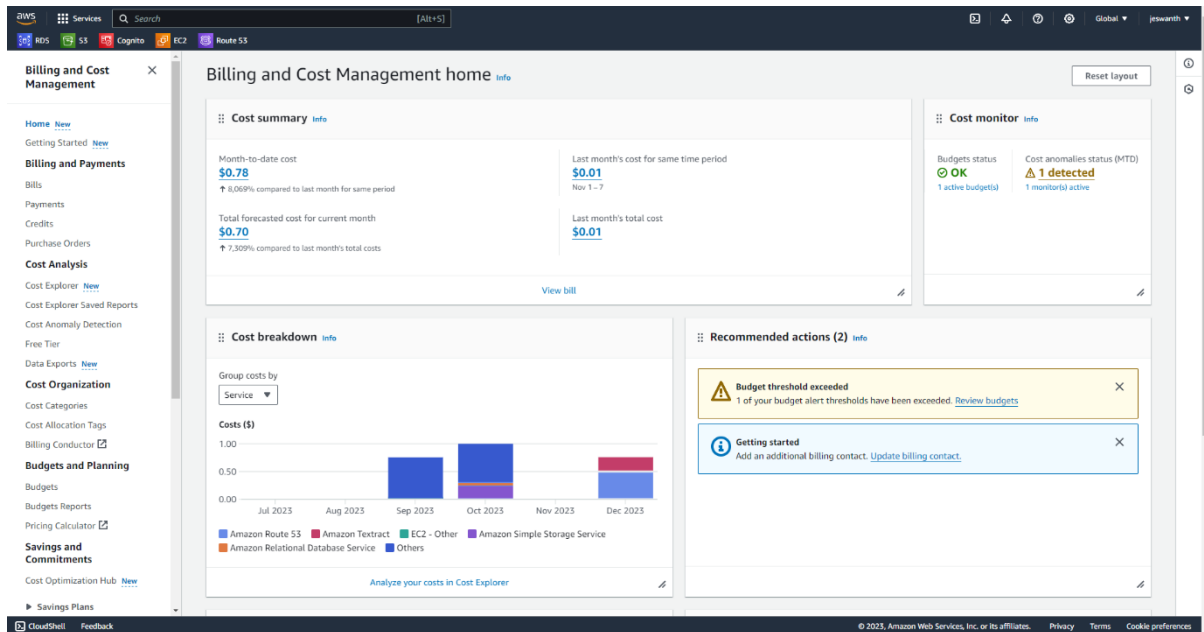 aws Services Search [Alt+S] Global ▼ jeswanth ▼
RDS S3 Cognito EC2 Route 53
Billing and Cost
Management
Home New
Getting Started New
Billing and Payments
Bills
Payments
Credits
Purchase Orders
Cost Analysis
Cost Explorer New
Cost Explorer Saved Reports
Cost Anomaly Detection
Free Tier
Data Exports New
Cost Organization
Cost Categories
Cost Allocation Tags
Billing Conductor
Budgets and Planning
Budgets
Budgets Reports
Pricing Calculator
Savings and
Commitments
Cost Optimization Hub New
▶ Savings Plans
Billing and Cost Management home Info
Reset layout
Cost summary Info
Month-to-date cost
$0.78
↑ 8,069% compared to last month for same period
Last month's cost for same time period
$0.01
Nov 1 – 7
Total forecasted cost for current month
$0.70
↑ 7,309% compared to last month's total costs
Last month's total cost
$0.01
View bill
Cost monitor Info
Budgets status
OK
1 active budget(s)
Cost anomalies status (MTD)
1 detected
1 monitor(s) active
Cost breakdown Info
Group costs by
Service ▼
Costs ($)
1.00
0.50
0.00
Jul 2023 Aug 2023 Sep 2023 Oct 2023 Nov 2023 Dec 2023
Amazon Route 53 Amazon Textract EC2 - Other Amazon Simple Storage Service
Amazon Relational Database Service Others
Analyze your costs in Cost Explorer
Recommended actions (2) Info
Budget threshold exceeded
1 of your budget alert thresholds have been exceeded. Review budgets
Getting started
Add an additional billing contact. Update billing contact.
CloudShell Feedback © 2023, Amazon Web Services, Inc. or its affiliates. Privacy Terms Cookie preferences